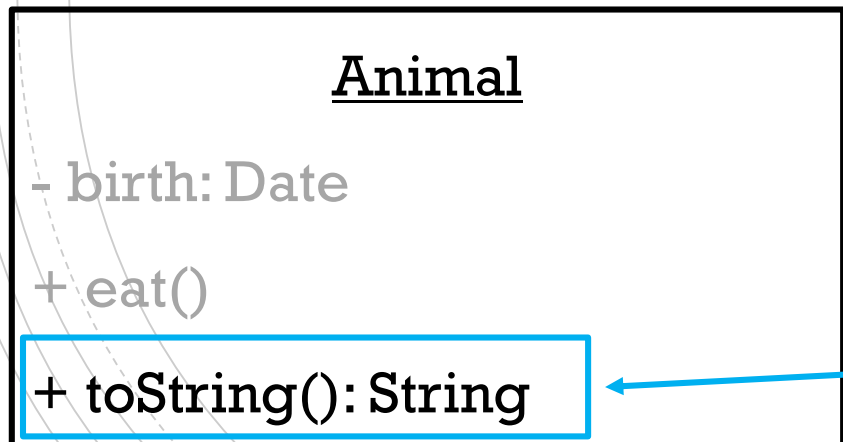 Animal
- birth: Date
+ eat()
+ toString(): String